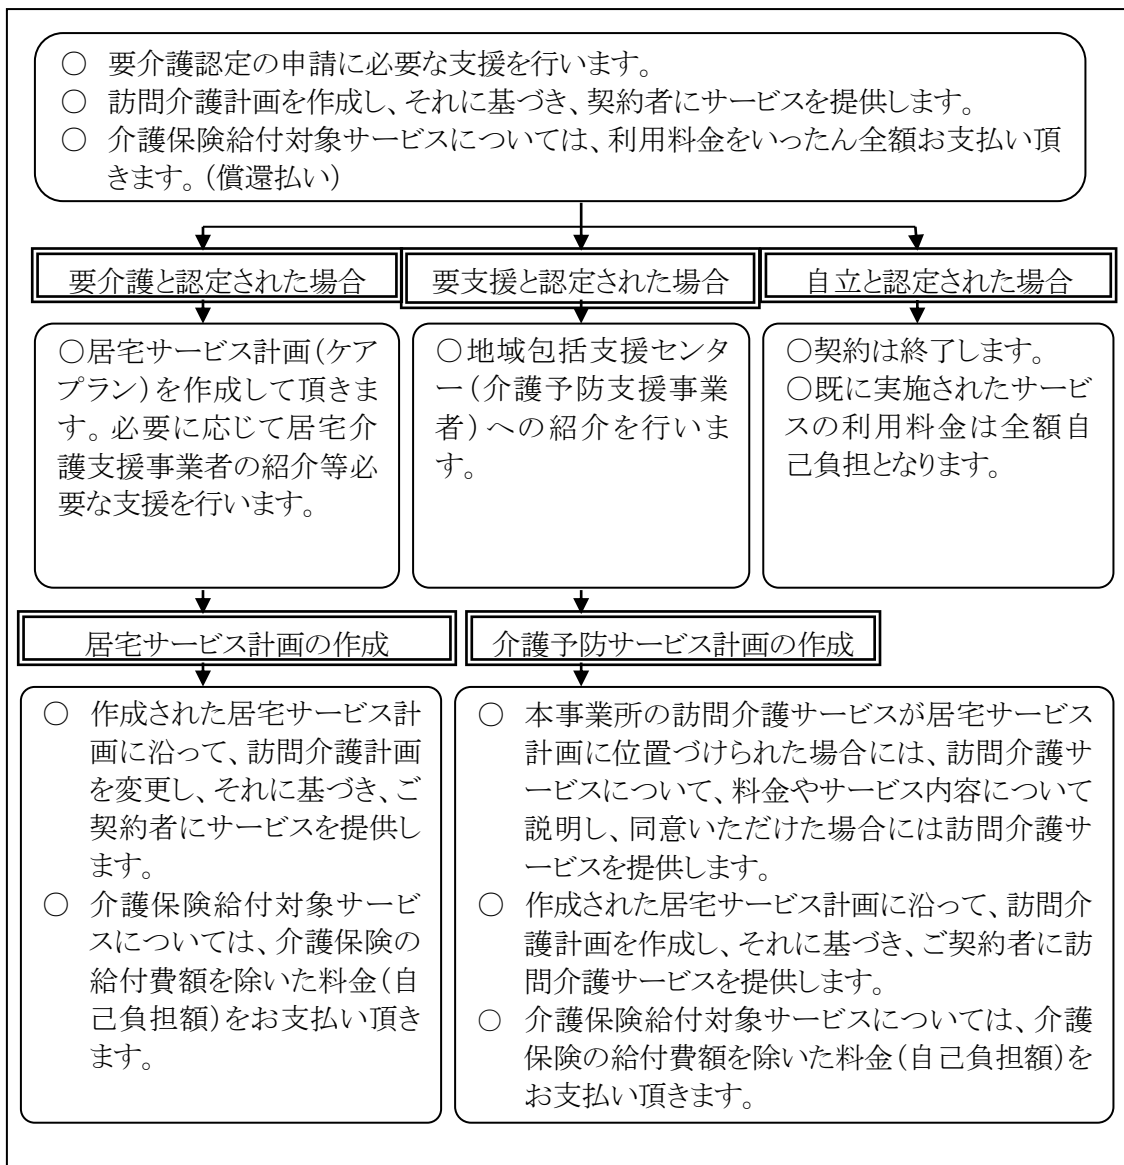 ○ 要介護認定の申請に必要な支援を行います。
○ 訪問介護計画を作成し、それに基づき、契約者にサービスを提供します。
○ 介護保険給付対象サービスについては、利用料金をいったん全額お支払い頂
きます。(償還払い)
要介護と認定された場合
要支援と認定された場合
自立と認定された場合
○居宅サービス計画(ケア
プラン)を作成して頂きま
す。必要に応じて居宅介
護支援事業者の紹介等必
要な支援を行います。
○地域包括支援センタ
ー(介護予防支援事業
者)への紹介を行いま
す。
○契約は終了します。
○既に実施されたサービ
スの利用料金は全額自
己負担となります。
居宅サービス計画の作成
介護予防サービス計画の作成
○ 作成された居宅サービス計
画に沿って、訪問介護計画
を変更し、それに基づき、ご
契約者にサービスを提供し
ます。
○ 介護保険給付対象サービ
スについては、介護保険の
給付費額を除いた料金(自
己負担額)をお支払い頂き
ます。
○ 本事業所の訪問介護サービスが居宅サービス
計画に位置づけられた場合には、訪問介護サ
ービスについて、料金やサービス内容について
説明し、同意いただけた場合には訪問介護サ
ービスを提供します。
○ 作成された居宅サービス計画に沿って、訪問介
護計画を作成し、それに基づき、ご契約者に訪
問介護サービスを提供します。
○ 介護保険給付対象サービスについては、介護
保険の給付費額を除いた料金(自己負担額)を
お支払い頂きます。